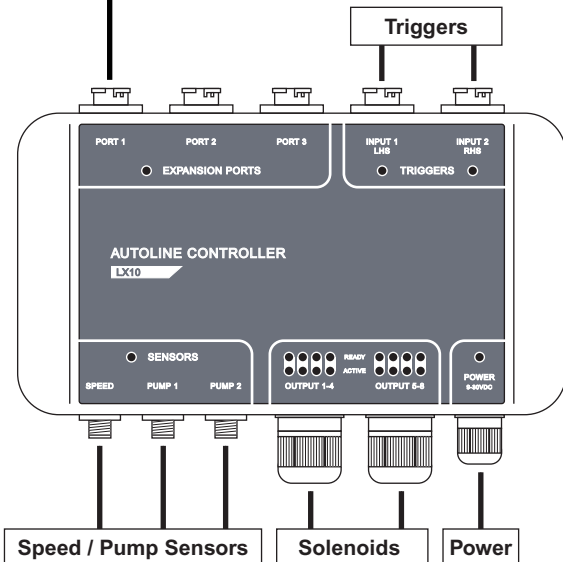 Triggers
PORT 1 PORT 2 PORT 3 INPUT 1 INPUT 2
LHS RHS
EXPANSION PORTS TRIGGERS
AUTOLINE CONTROLLER
LX10
SENSORS READY
ACTIVE
SPEED PUMP 1 PUMP 2 OUTPUT 1-4 OUTPUT 5-8 POWER
9-30VDC
Speed / Pump Sensors Solenoids Power